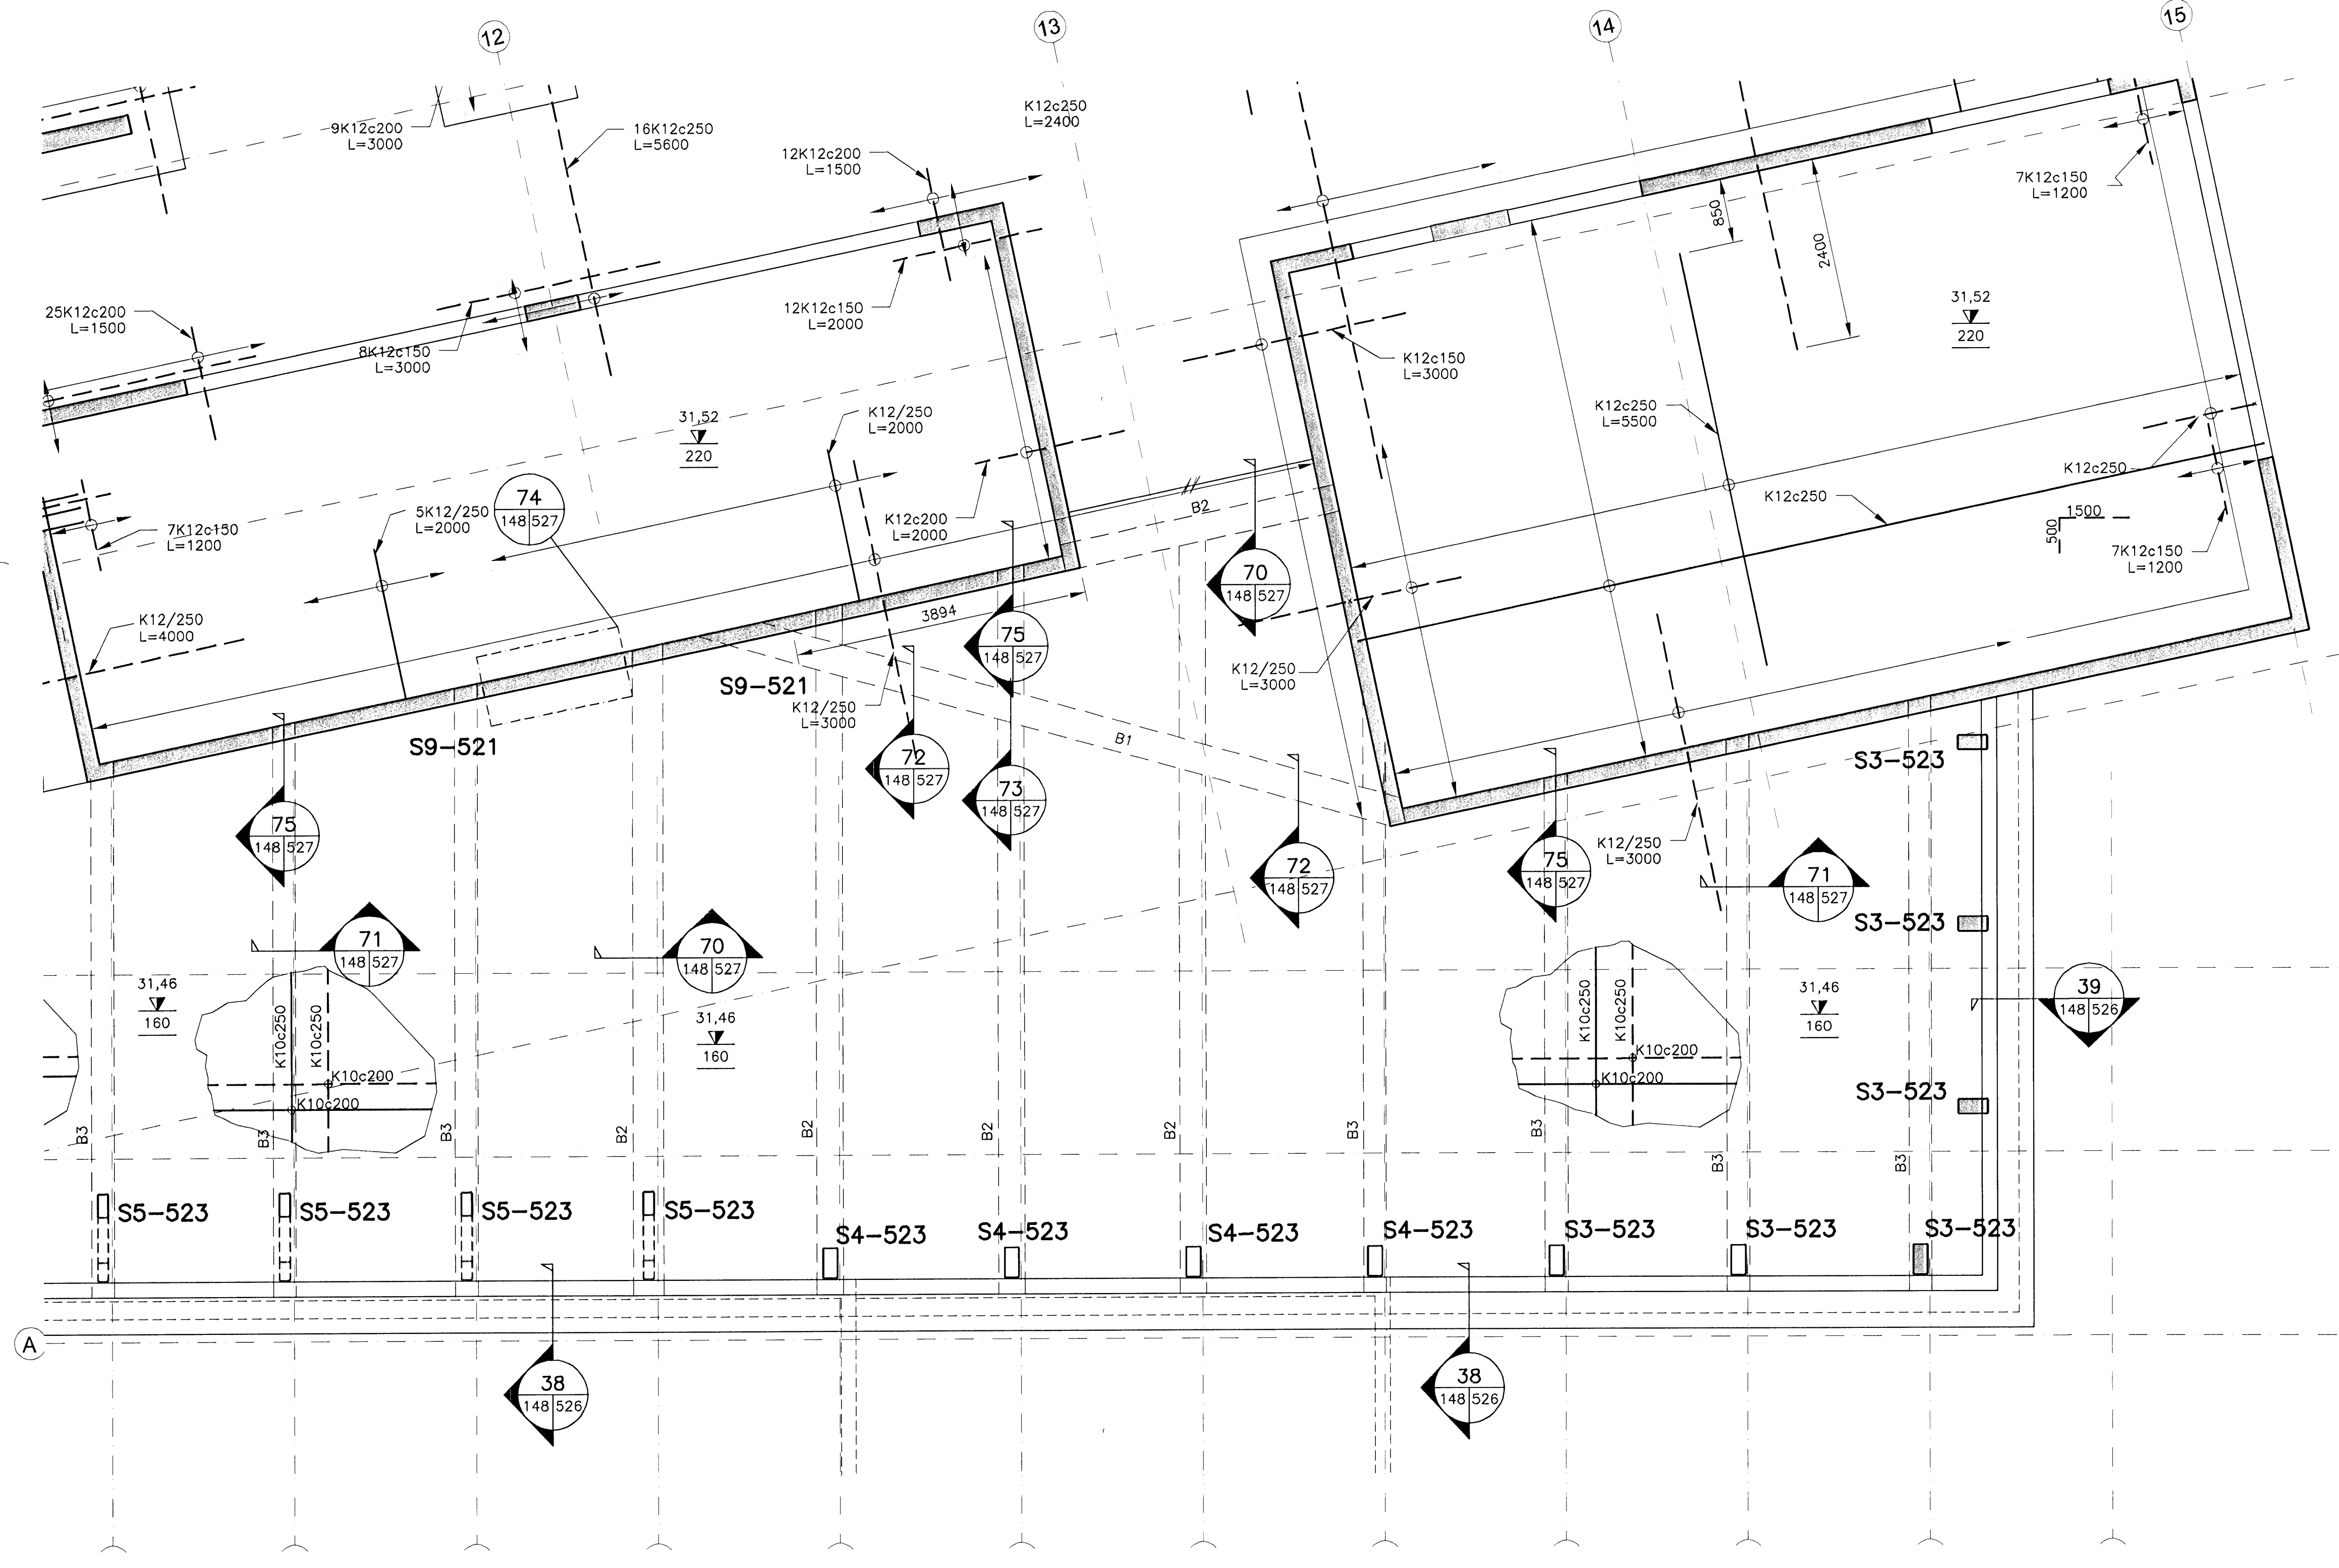 12
13
14
15
9K12c200
L=3000
16K12c250
L=5600
K12c250
L=2400
12K12c200
L=1500
7K12c150
L=1200
850
2400
25K12c200
L=1500
8K12c150
L=3000
12K12c150
L=2000
31,52
220
K12c150
L=3000
31,52
220
K12/250
L=2000
K12c250
L=5500
K12c250
K12c250
1500
500
7K12c150
L=1200
74
148 527
5K12/250
L=2000
7K12c150
L=1200
K12c200
L=2000
B2
70
148 527
K12/250
L=4000
3894
75
148 527
K12/250
L=3000
S9-521
K12/250
L=3000
S9-521
B1
72
148 527
73
148 527
75
148 527
72
148 527
75
148 527
K12/250
L=3000
71
148 527
S3-523
S3-523
S3-523
71
148 527
70
148 527
39
148 526
31,46
160
K10c250
K10c250
K10c200
K10c200
31,46
160
K10c250
K10c250
K10c200
K10c200
31,46
160
B3
B3
B3
B2
B2
B2
B2
B3
B3
B3
B3
S5-523
S5-523
S5-523
S5-523
S4-523
S4-523
S4-523
S4-523
S3-523
S3-523
S3-523
A
38
148 526
38
148 526